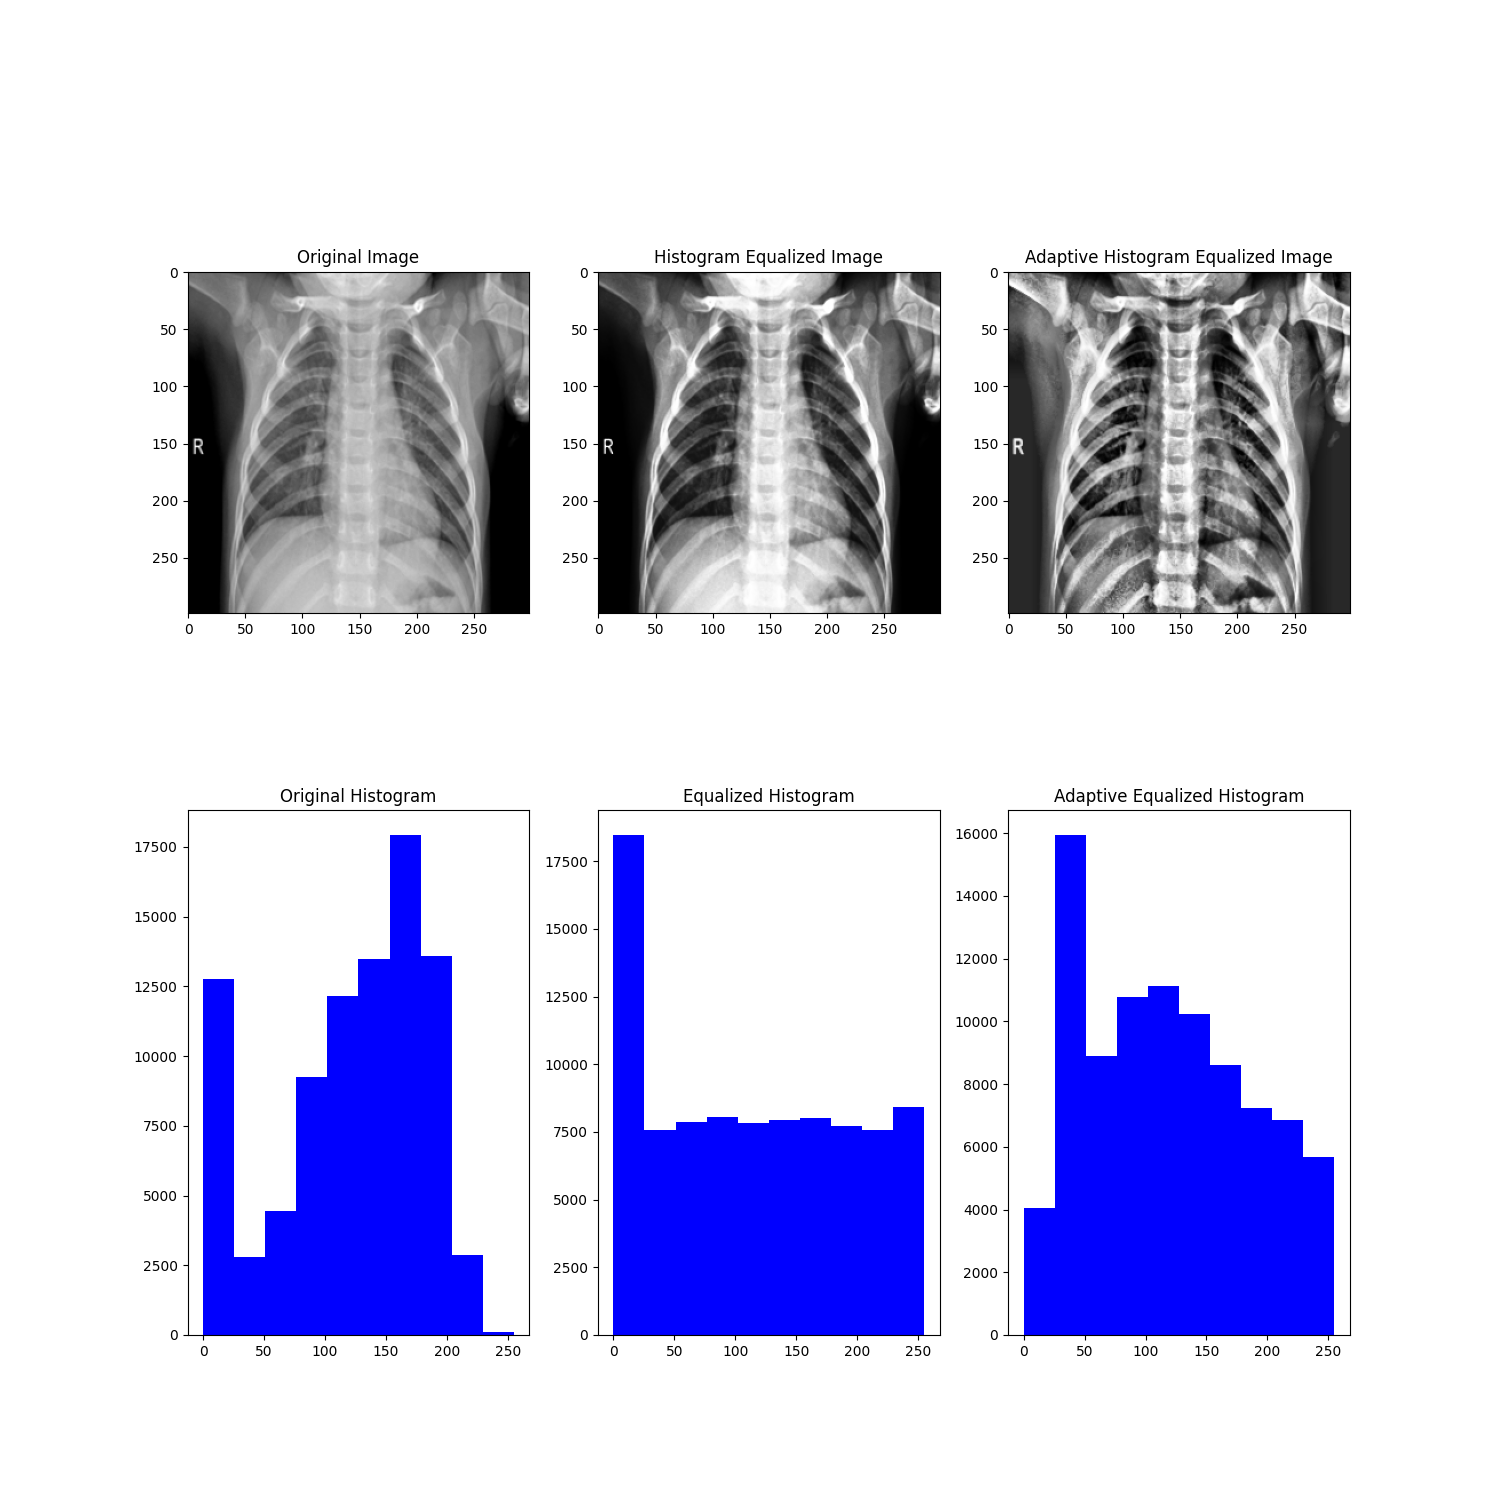 Original Image
Histogram Equalized Image
Adaptive Histogram Equalized Image
0
50
100
150
200
250
R
0 50 100 150 200 250
0
50
100
150
200
250
R
0 50 100 150 200 250
0
50
100
150
200
250
R
0 50 100 150 200 250
Original Histogram
Equalized Histogram
Adaptive Equalized Histogram
17500
15000
12500
10000
7500
5000
2500
0
0 50 100 150 200 250
17500
15000
12500
10000
7500
5000
2500
0
0 50 100 150 200 250
16000
14000
12000
10000
8000
6000
4000
2000
0
0 50 100 150 200 250